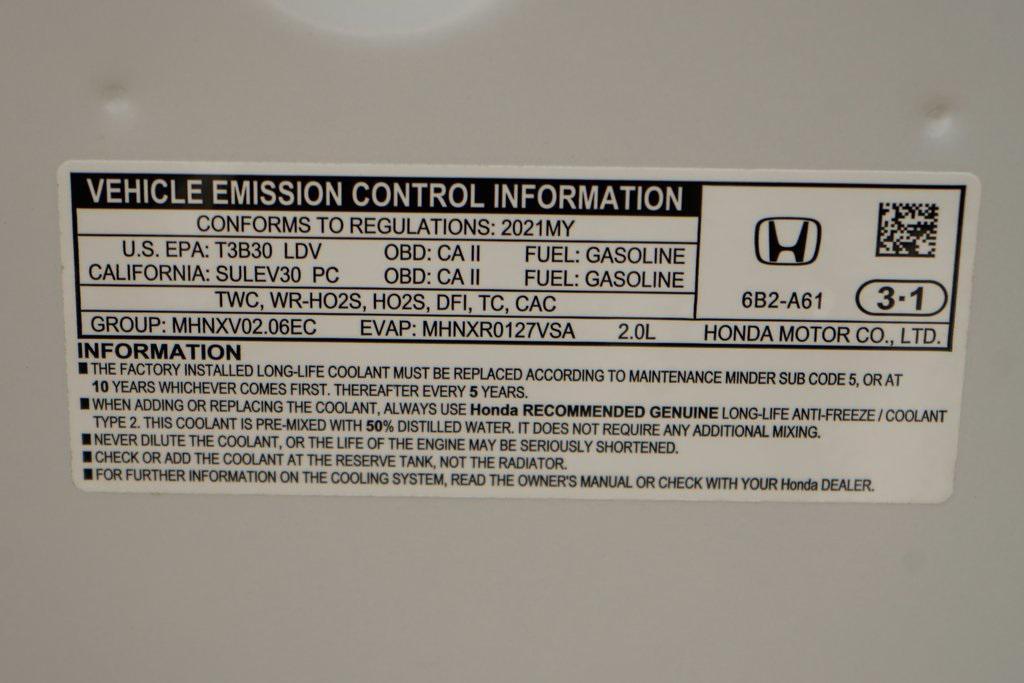 VEHICLE EMISSION CONTROL INFORMATION
CONFORMS TO REGULATIONS: 2021MY
U.S. EPA: T3B30 LDV OBD: CA II FUEL: GASOLINE
CALIFORNIA: SULEV30 PC OBD: CA II FUEL: GASOLINE
TWC, WR-HO2S, HO2S, DFI, TC, CAC
6B2-A61 3·1
GROUP: MHNXV02.06EC EVAP: MHNXR0127VSA 2.0L HONDA MOTOR CO., LTD.
INFORMATION
■ THE FACTORY INSTALLED LONG-LIFE COOLANT MUST BE REPLACED ACCORDING TO MAINTENANCE MINDER SUB CODE 5, OR AT
10 YEARS WHICHEVER COMES FIRST. THEREAFTER EVERY 5 YEARS.
■ WHEN ADDING OR REPLACING THE COOLANT, ALWAYS USE Honda RECOMMENDED GENUINE LONG-LIFE ANTI-FREEZE / COOLANT
TYPE 2. THIS COOLANT IS PRE-MIXED WITH 50% DISTILLED WATER. IT DOES NOT REQUIRE ANY ADDITIONAL MIXING.
■ NEVER DILUTE THE COOLANT, OR THE LIFE OF THE ENGINE MAY BE SERIOUSLY SHORTENED.
■ CHECK OR ADD THE COOLANT AT THE RESERVE TANK, NOT THE RADIATOR.
■ FOR FURTHER INFORMATION ON THE COOLING SYSTEM, READ THE OWNER'S MANUAL OR CHECK WITH YOUR Honda DEALER.